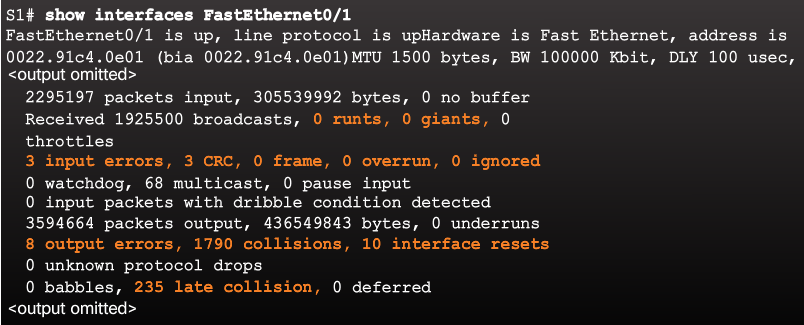 S1# show interfaces FastEthernet0/1
FastEthernet0/1 is up, line protocol is upHardware is Fast Ethernet, address is
0022.91c4.0e01 (bia 0022.91c4.0e01)MTU 1500 bytes, BW 100000 Kbit, DLY 100 usec,
<output omitted>
2295197 packets input, 305539992 bytes, 0 no buffer
Received 1925500 broadcasts, 0 runts, 0 giants, 0
throttles
3 input errors, 3 CRC, 0 frame, 0 overrun, 0 ignored
0 watchdog, 68 multicast, 0 pause input
0 input packets with dribble condition detected
3594664 packets output, 436549843 bytes, 0 underruns
8 output errors, 1790 collisions, 10 interface resets
0 unknown protocol drops
0 babbles, 235 late collision, 0 deferred
<output omitted>